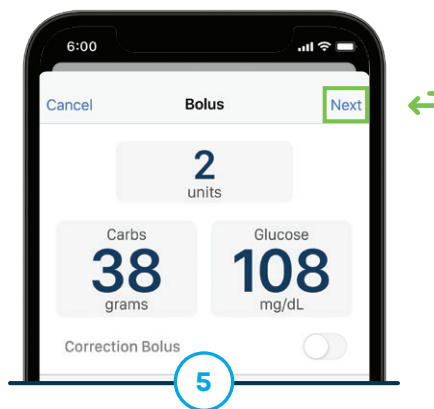 6:00
Cancel Bolus Next
2
units
Carbs Glucose
38 108
grams mg/dL
Correction Bolus
5